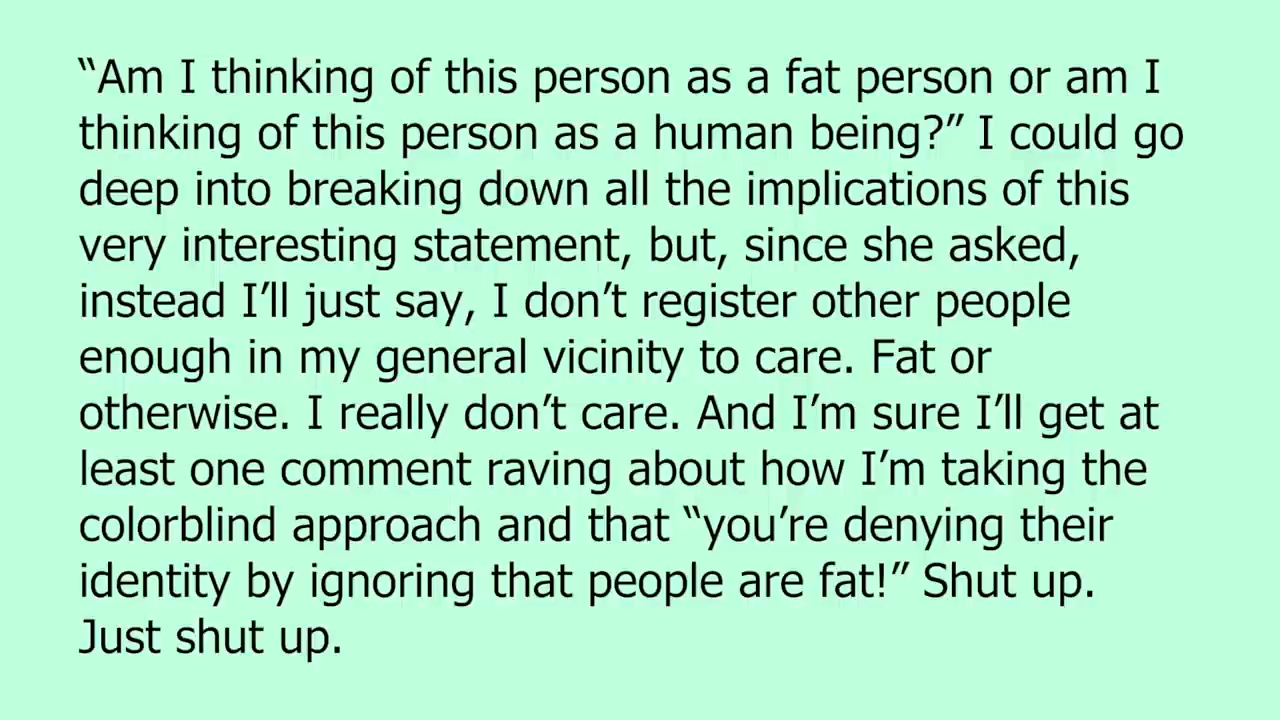 “Am I thinking of this person as a fat person or am I
thinking of this person as a human being?” I could go
deep into breaking down all the implications of this
very interesting statement, but, since she asked,
instead I’ll just say, I don’t register other people
enough in my general vicinity to care. Fat or
otherwise. I really don’t care. And I’m sure I’ll get at
least one comment raving about how I’m taking the
colorblind approach and that “you’re denying their
identity by ignoring that people are fat!” Shut up.
Just shut up.